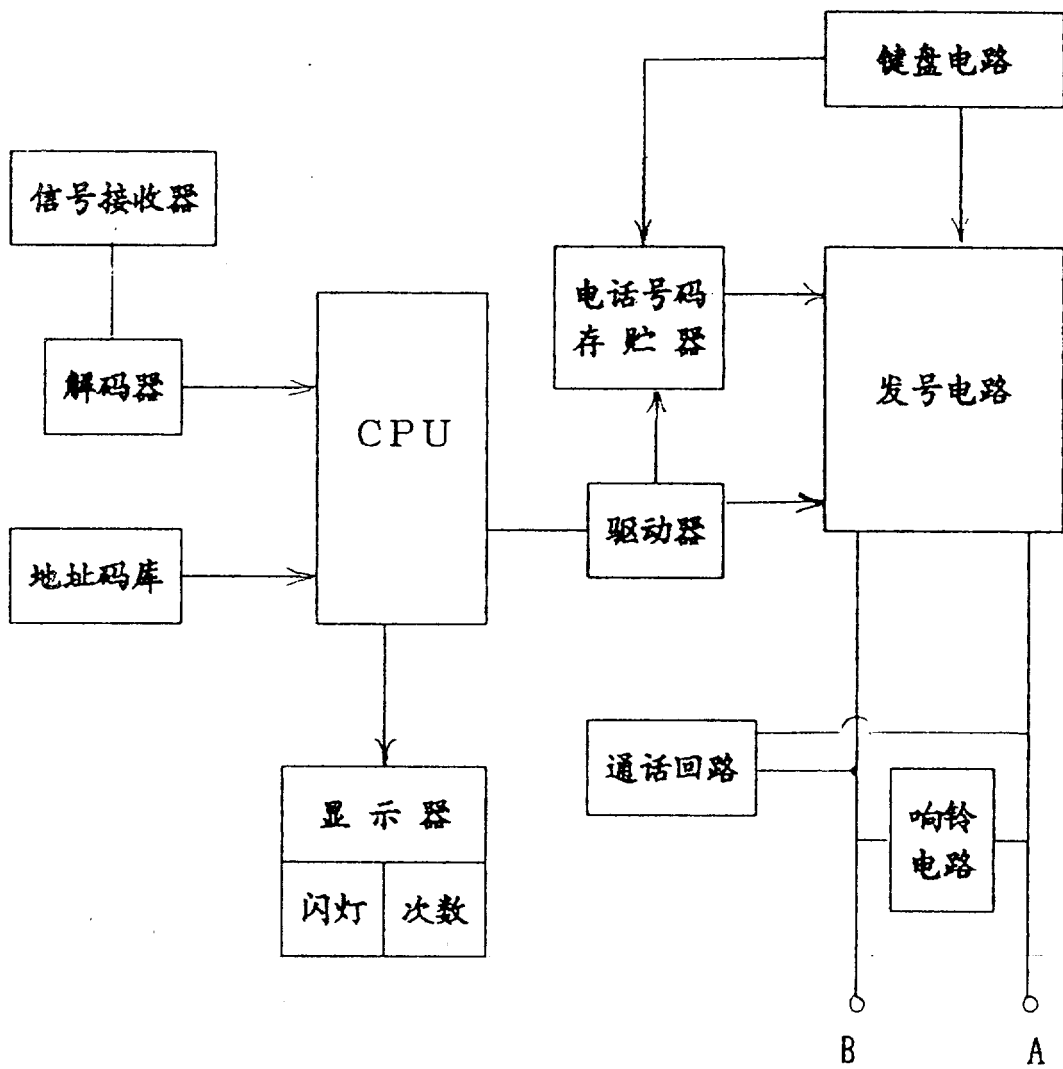 键盘电路
信号接收器
电话号码
存贮器
解码器
发号电路
CPU
驱动器
地址码库
通话回路
显示器
响铃
电路
闪灯
次数
B
A